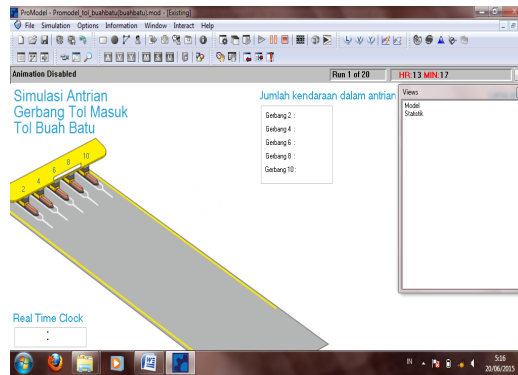 ProModel - Promodel_tol_buahbatu(buahbatu).mod - [Existing]
File Simulation Options Information Window Interact Help
Animation Disabled
Run 1 of 20
HR:13 MIN:17
Simulasi Antrian
Gerbang Tol Masuk
Tol Buah Batu
Jumlah kendaraan dalam antrian
Gerbang 2 :
Gerbang 4 :
Gerbang 6 :
Gerbang 8 :
Gerbang 10 :
Views
Model
Statistik
2 4 6 8 10
Real Time Clock
:
IN
5:16
20/06/2015